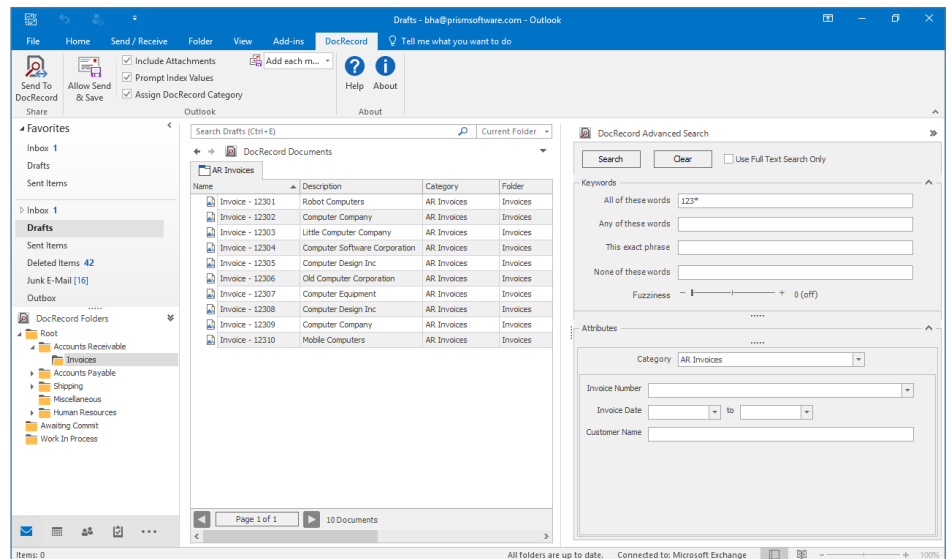 Drafts - bha@prismsoftware.com - Outlook
File Home Send / Receive Folder View Add-ins DocRecord Tell me what you want to do
Send To DocRecord
Allow Send & Save
Include Attachments
Prompt Index Values
Assign DocRecord Category
Add each m...
Help About
Share Outlook About
Favorites
Inbox 1
Drafts
Sent Items
Inbox 1
Drafts
Sent Items
Deleted Items 42
Junk E-Mail [16]
Outbox
DocRecord Folders
Root
Accounts Receivable
Invoices
Accounts Payable
Shipping
Miscellaneous
Human Resources
Awaiting Commit
Work In Process
Search Drafts (Ctrl+E) Current Folder
DocRecord Documents
AR Invoices
Name Description Category Folder
Invoice - 12301 Robot Computers AR Invoices Invoices
Invoice - 12302 Computer Company AR Invoices Invoices
Invoice - 12303 Little Computer Company AR Invoices Invoices
Invoice - 12304 Computer Software Corporation AR Invoices Invoices
Invoice - 12305 Computer Design Inc AR Invoices Invoices
Invoice - 12306 Old Computer Corporation AR Invoices Invoices
Invoice - 12307 Computer Equipment AR Invoices Invoices
Invoice - 12308 Computer Design Inc AR Invoices Invoices
Invoice - 12309 Computer Company AR Invoices Invoices
Invoice - 12310 Mobile Computers AR Invoices Invoices
Page 1 of 1 10 Documents
DocRecord Advanced Search
Search Clear Use Full Text Search Only
Keywords
All of these words 123*
Any of these words
This exact phrase
None of these words
Fuzziness 0 (off)
Attributes
Category AR Invoices
Invoice Number
Invoice Date to
Customer Name
Items: 0 All folders are up to date. Connected to: Microsoft Exchange 100%